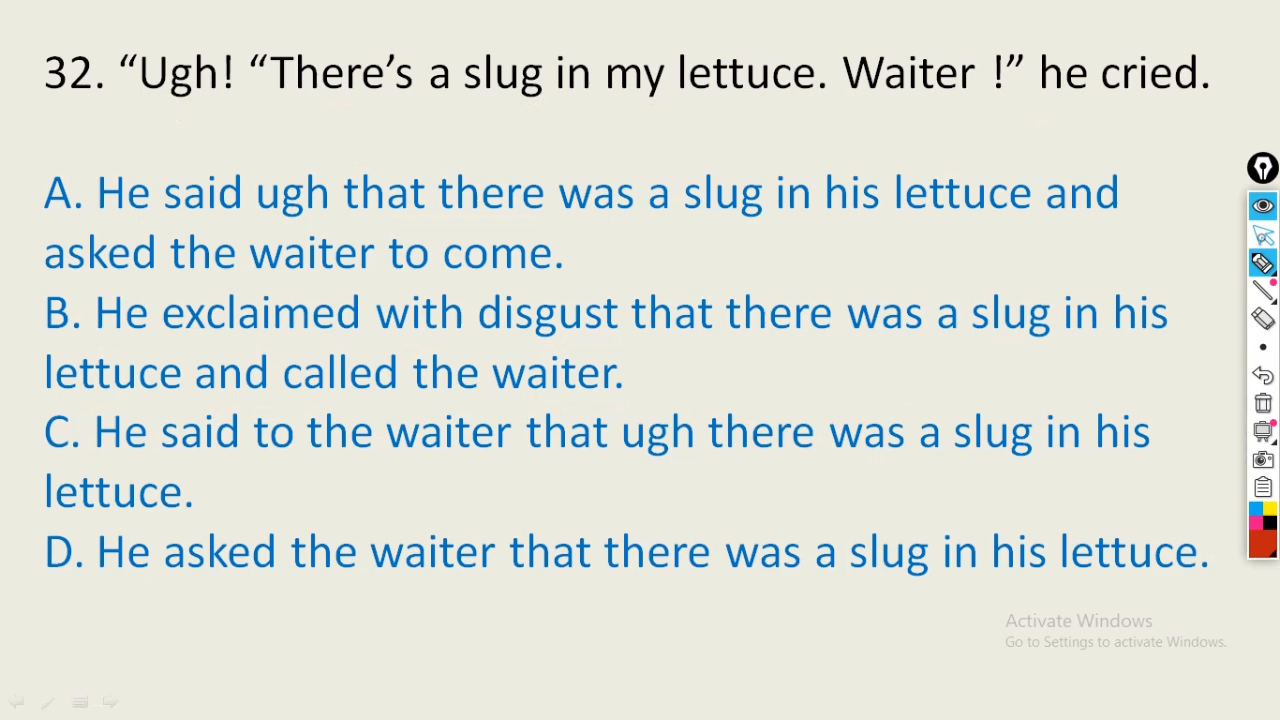 32. “Ugh! “There’s a slug in my lettuce. Waiter !” he cried.
A. He said ugh that there was a slug in his lettuce and
asked the waiter to come.
B. He exclaimed with disgust that there was a slug in his
lettuce and called the waiter.
C. He said to the waiter that ugh there was a slug in his
lettuce.
D. He asked the waiter that there was a slug in his lettuce.
Activate Windows
Go to Settings to activate Windows.